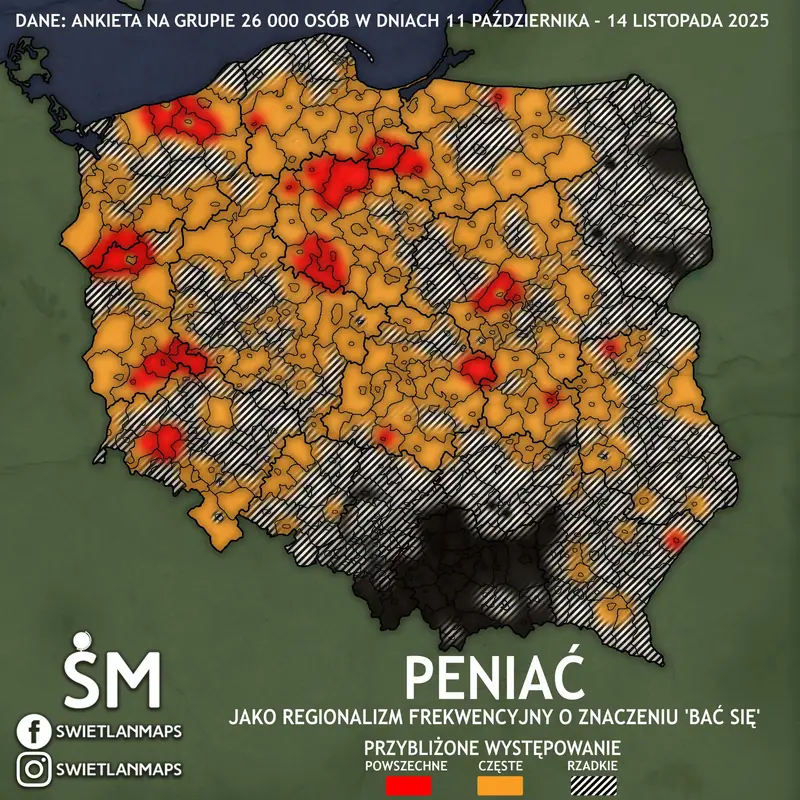 DANE: ANKIETA NA GRUPIE 26 000 OSÓB W DNIACH 11 PAŹDZIERNIKA - 14 LISTOPADA 2025
ŚM
SWIETLANMAPS
SWIETLANMAPS
PENIAĆ
JAKO REGIONALIZM FREKWENCYJNY O ZNACZENIU 'BAĆ SIĘ'
PRZYBLIŻONE WYSTĘPOWANIE
POWSZECHNE CZĘSTE RZADKIE